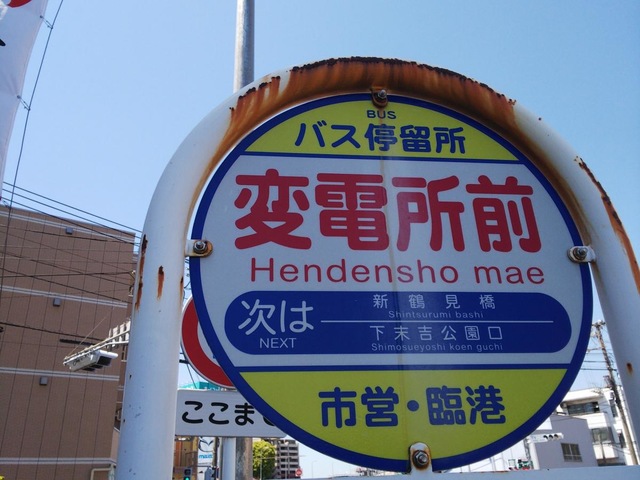 BUS
バス停留所
変電所前
Hendensho mae
次は
NEXT
新鶴見橋
Shintsurumi bashi
下末吉公園口
Shimosueyoshi koen guchi
市営・臨港
ここまで